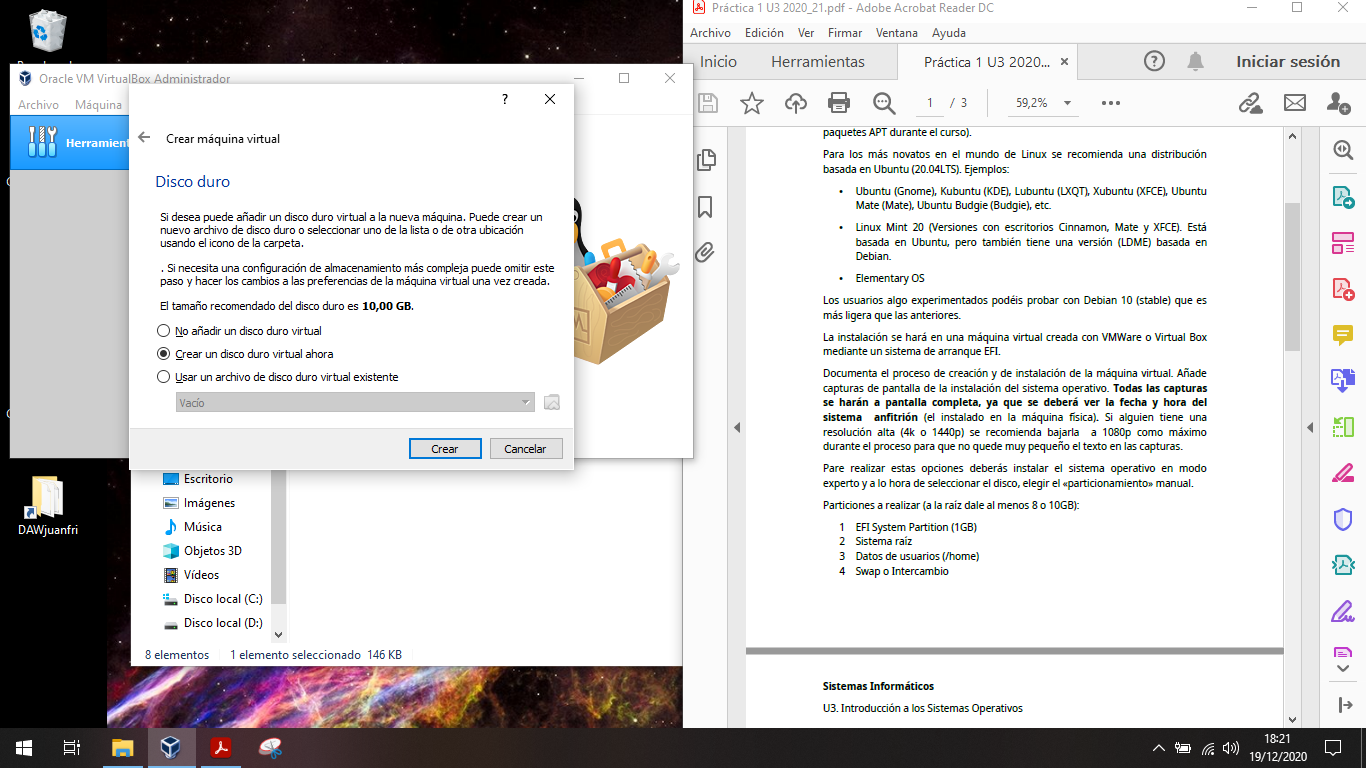 Práctica 1 U3 2020_21.pdf - Adobe Acrobat Reader DC
Archivo Edición Ver Firmar Ventana Ayuda
Inicio Herramientas Práctica 1 U3 2020... × Iniciar sesión
1 / 3 59,2%
Oracle VM VirtualBox Administrador
Archivo Máquina
Herramient
?
Crear máquina virtual
Disco duro
Si desea puede añadir un disco duro virtual a la nueva máquina. Puede crear un
nuevo archivo de disco duro o seleccionar uno de la lista o de otra ubicación
usando el icono de la carpeta.
. Si necesita una configuración de almacenamiento más compleja puede omitir este
paso y hacer los cambios a las preferencias de la máquina virtual una vez creada.
El tamaño recomendado del disco duro es 10,00 GB.
No añadir un disco duro virtual
Crear un disco duro virtual ahora
Usar un archivo de disco duro virtual existente
Vacío
Crear Cancelar
DAWjuanfri
Escritorio
Imágenes
Música
Objetos 3D
Vídeos
Disco local (C:)
Disco local (D:)
8 elementos 1 elemento seleccionado 146 KB
paquetes APT durante el curso).
Para los más novatos en el mundo de Linux se recomienda una distribución
basada en Ubuntu (20.04LTS). Ejemplos:
• Ubuntu (Gnome), Kubuntu (KDE), Lubuntu (LXQT), Xubuntu (XFCE), Ubuntu
Mate (Mate), Ubuntu Budgie (Budgie), etc.
• Linux Mint 20 (Versiones con escritorios Cinnamon, Mate y XFCE). Está
basada en Ubuntu, pero también tiene una versión (LDME) basada en
Debian.
• Elementary OS
Los usuarios algo experimentados podéis probar con Debian 10 (stable) que es
más ligera que las anteriores.
La instalación se hará en una máquina virtual creada con VMWare o Virtual Box
mediante un sistema de arranque EFI.
Documenta el proceso de creación y de instalación de la máquina virtual. Añade
capturas de pantalla de la instalación del sistema operativo. Todas las capturas
se harán a pantalla completa, ya que se deberá ver la fecha y hora del
sistema anfitrión (el instalado en la máquina física). Si alguien tiene una
resolución alta (4k o 1440p) se recomienda bajarla a 1080p como máximo
durante el proceso para que no quede muy pequeño el texto en las capturas.
Pare realizar estas opciones deberás instalar el sistema operativo en modo
experto y a lo hora de seleccionar el disco, elegir el «particionamiento» manual.
Particiones a realizar (a la raíz dale al menos 8 o 10GB):
1 EFI System Partition (1GB)
2 Sistema raíz
3 Datos de usuarios (/home)
4 Swap o Intercambio
Sistemas Informáticos
U3. Introducción a los Sistemas Operativos
18:21
19/12/2020